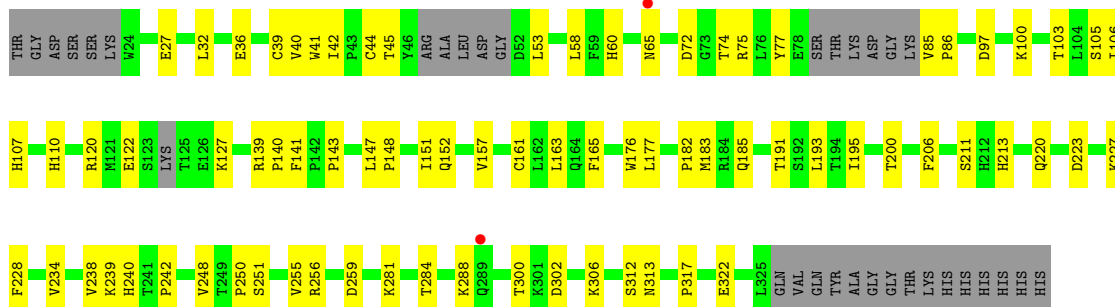 THR GLY ASP SER SER LYS W24 E27 L32 E36 C39 V40 W41 I42 P43 C44 T45 Y46 ARG ALA LEU ASP GLY D52 L53 L58 F59 H60 N65 D72 G73 T74 R75 L76 Y77 E78 SER THR LYS ASP GLY LYS V85 P86 D97 K100 T103 L104 S105
H107 H110 R120 M121 E122 S123 LYS T125 E126 K127 R139 P140 F141 P142 P143 L147 P148 I151 Q152 V157 C161 L162 L163 Q164 F165 W176 L177 P182 M183 R184 Q185 T191 S192 L193 T194 I195 T200 F206 S211 H212 H213 Q220 D223 K227
F228 V234 V238 K239 H240 T241 P242 V248 T249 P250 S251 V255 R256 D259 K281 T284 K288 Q289 T300 K301 D302 K306 S312 N313 P317 E322 L325 GLN VAL GLN TYR ALA GLY GLY THR LYS HIS HIS HIS HIS HIS HIS